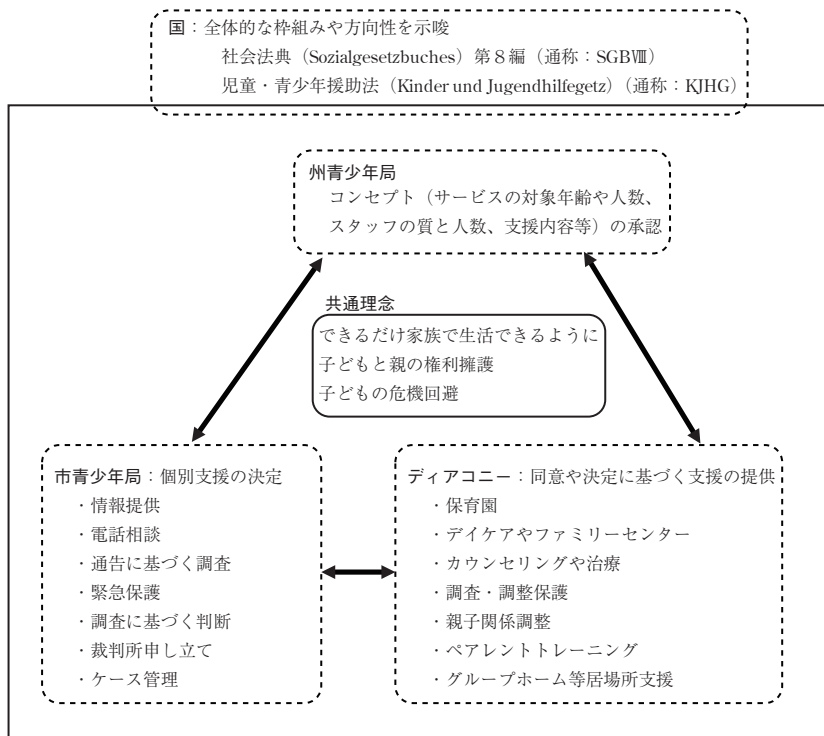 国：全体的な枠組みや方向性を示唆
社会法典（Sozialgesetzbuches）第８編（通称：SGBⅧ）
児童・青少年援助法（Kinder und Jugendhilfegetz）（通称：KJHG）
州青少年局
コンセプト（サービスの対象年齢や人数、
スタッフの質と人数、支援内容等）の承認
共通理念
できるだけ家族で生活できるように
子どもと親の権利擁護
子どもの危機回避
市青少年局：個別支援の決定
・情報提供
・電話相談
・通告に基づく調査
・緊急保護
・調査に基づく判断
・裁判所申し立て
・ケース管理
ディアコニー：同意や決定に基づく支援の提供
・保育園
・デイケアやファミリーセンター
・カウンセリングや治療
・調査・調整保護
・親子関係調整
・ペアレントトレーニング
・グループホーム等居場所支援